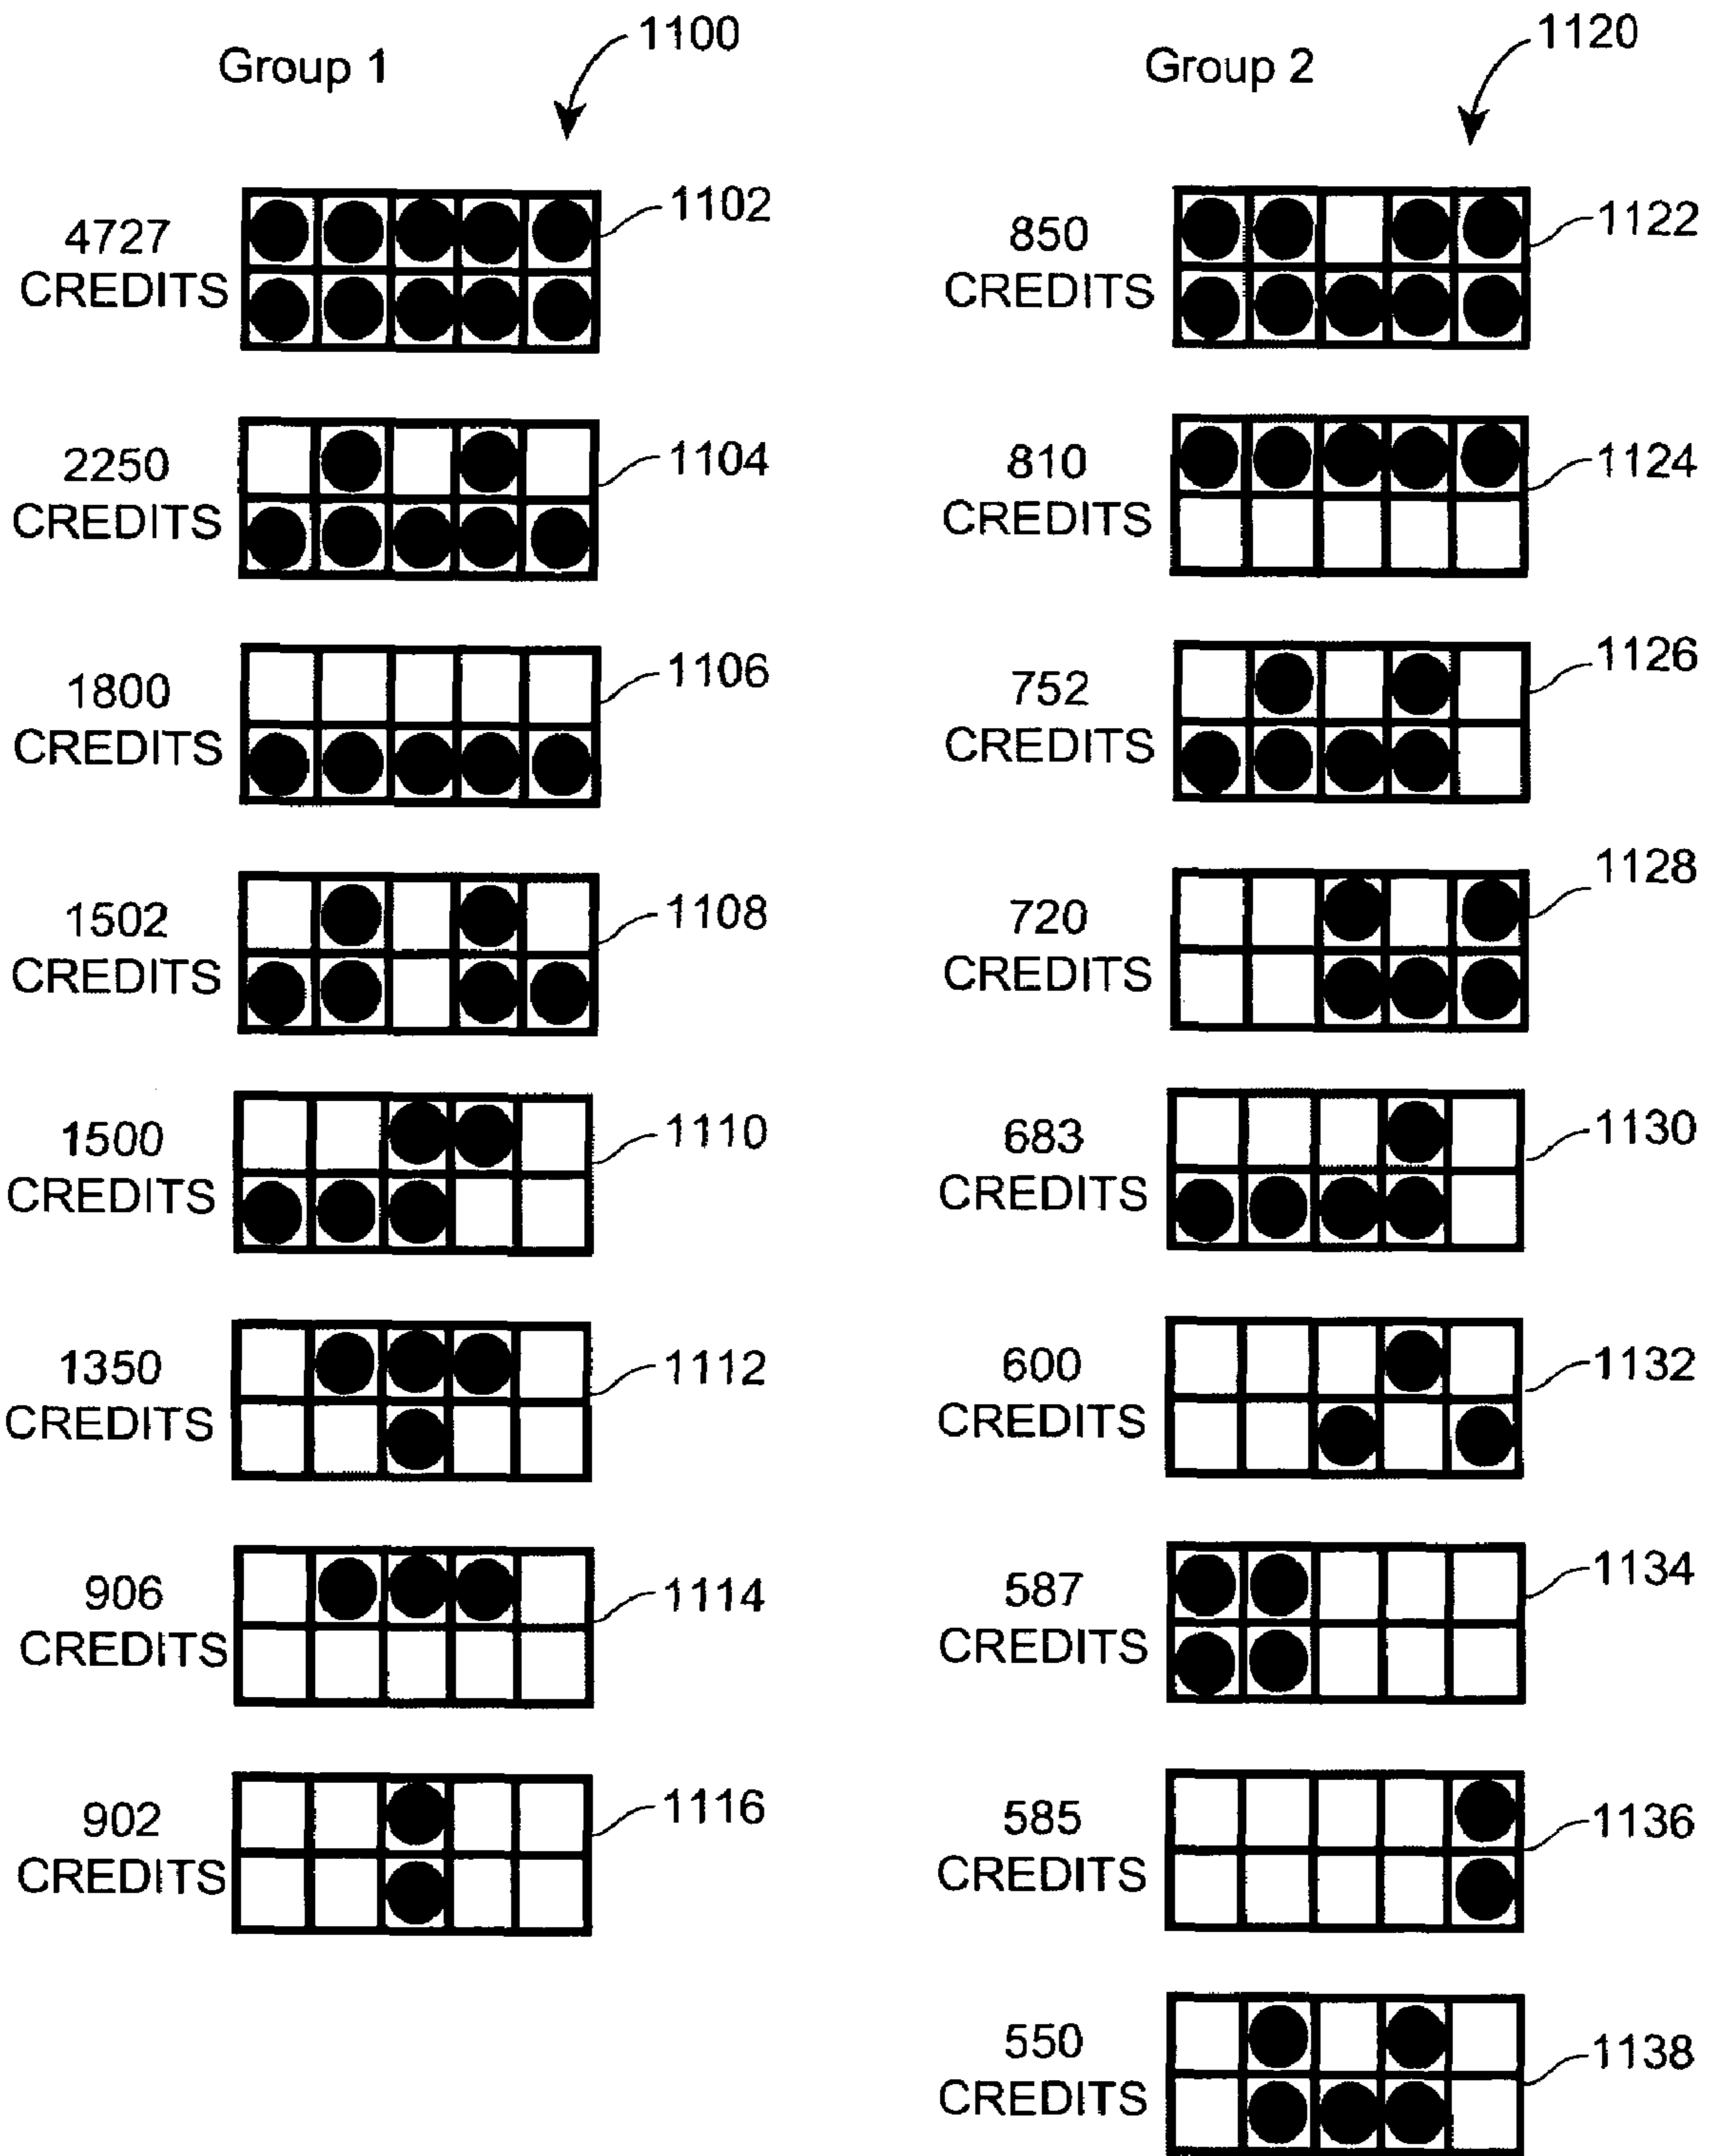 Group 1
1100
4727
CREDITS
1102
2250
CREDITS
1104
1800
CREDITS
1106
1502
CREDITS
1108
1500
CREDITS
1110
1350
CREDITS
1112
906
CREDITS
1114
902
CREDITS
1116
Group 2
1120
850
CREDITS
1122
810
CREDITS
1124
752
CREDITS
1126
720
CREDITS
1128
683
CREDITS
1130
600
CREDITS
1132
587
CREDITS
1134
585
CREDITS
1136
550
CREDITS
1138